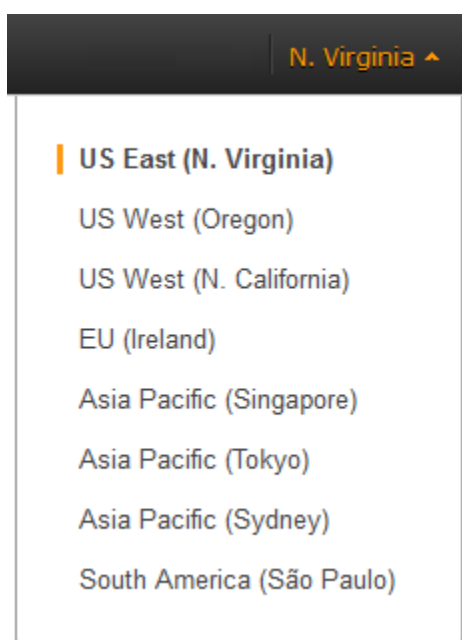 N. Virginia
US East (N. Virginia)
US West (Oregon)
US West (N. California)
EU (Ireland)
Asia Pacific (Singapore)
Asia Pacific (Tokyo)
Asia Pacific (Sydney)
South America (São Paulo)